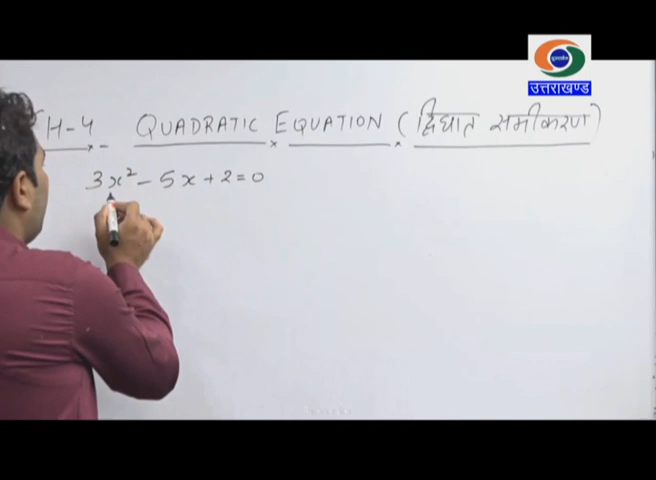 उत्तराखण्ड
H-4 QUADRATIC EQUATION (द्विघात समीकरण)
3x² - 5x + 2 = 0